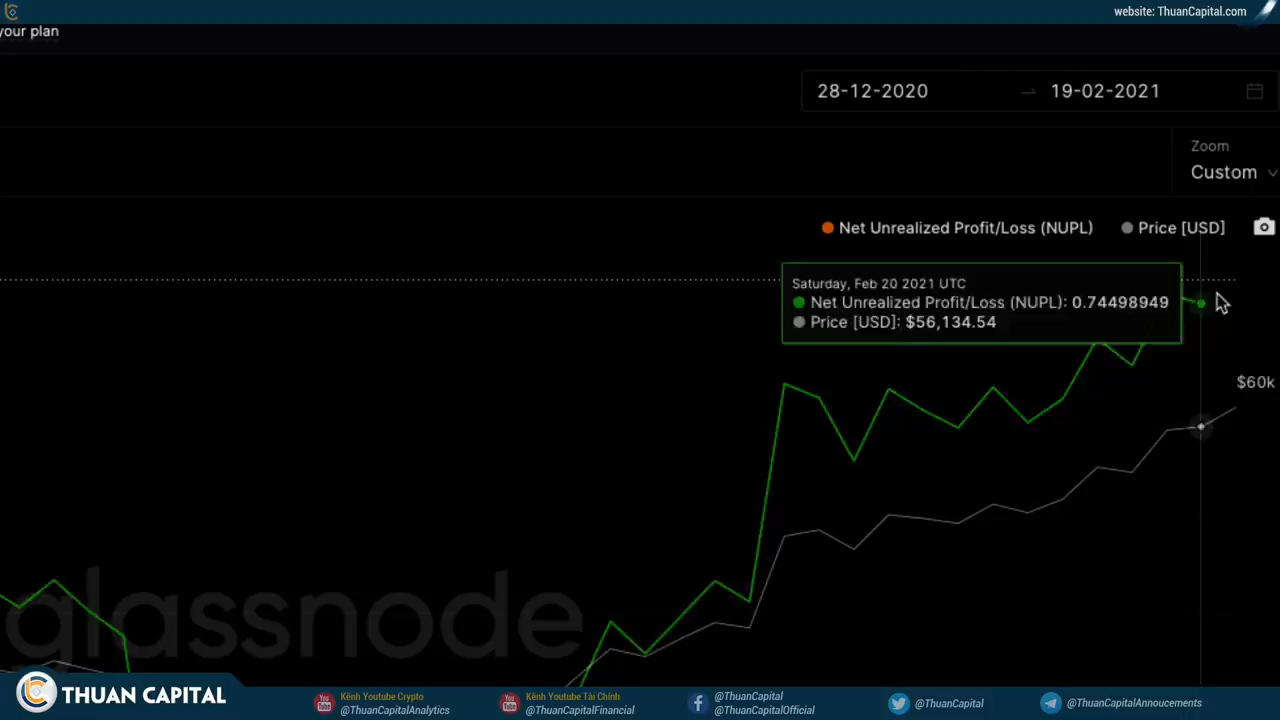 website: ThuanCapital.com
your plan
28-12-2020 → 19-02-2021
Zoom
Custom
Net Unrealized Profit/Loss (NUPL) Price [USD]
Saturday, Feb 20 2021 UTC
Net Unrealized Profit/Loss (NUPL): 0.74498949
Price [USD]: $56,134.54
$60k
glassnode
THUAN CAPITAL
Kênh Youtube Crypto
@ThuanCapitalAnalytics
Kênh Youtube Tài Chính
@ThuanCapitalFinancial
@ThuanCapital
@ThuanCapitalOfficial
@ThuanCapital
@ThuanCapitalAnnoucements